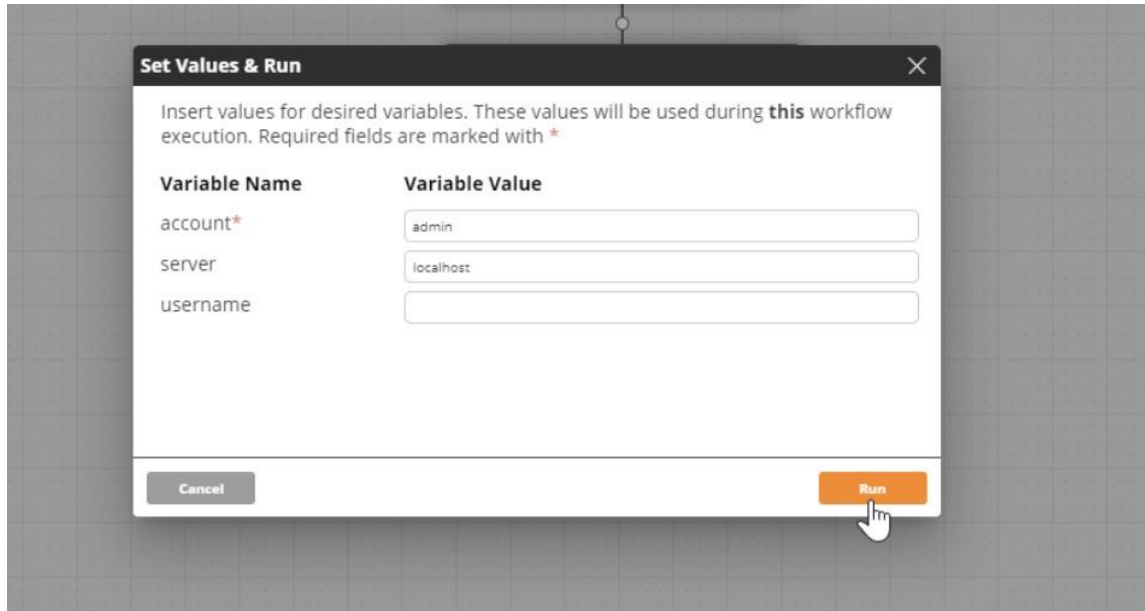 Set Values & Run
Insert values for desired variables. These values will be used during this workflow
execution. Required fields are marked with *
Variable Name Variable Value
account* admin
server localhost
username
Cancel Run